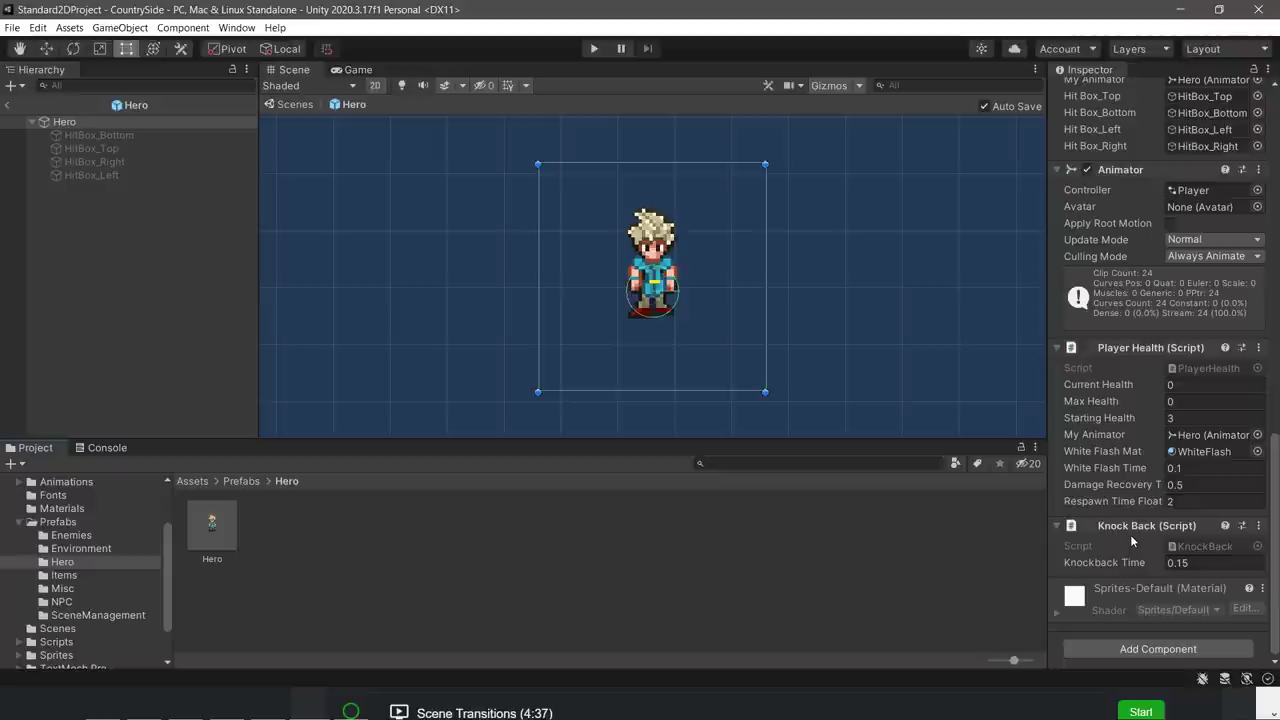 Standard2DProject - CountrySide - PC, Mac & Linux Standalone - Unity 2020.3.17f1 Personal <DX11>
File Edit Assets GameObject Component Window Help
Pivot Local Account Layers Layout
Hierarchy
All
Hero
Hero
HitBox_Bottom
HitBox_Top
HitBox_Right
HitBox_Left
Scene Game
Shaded 2D 0 Gizmos All
Scenes Hero Auto Save
Inspector
My Animator Hero (Animator
Hit Box_Top HitBox_Top
Hit Box_Bottom HitBox_Bottom
Hit Box_Left HitBox_Left
Hit Box_Right HitBox_Right
Animator
Controller Player
Avatar None (Avatar)
Apply Root Motion
Update Mode Normal
Culling Mode Always Animate
Clip Count: 24
Curves Pos: 0 Quat: 0 Euler: 0 Scale: 0
Muscles: 0 Generic: 0 PPtr: 24
Curves Count: 24 Constant: 0 (0.0%)
Dense: 0 (0.0%) Stream: 24 (100.0%)
Player Health (Script)
Script PlayerHealth
Current Health 0
Max Health 0
Starting Health 3
My Animator Hero (Animator
White Flash Mat WhiteFlash
White Flash Time 0.1
Damage Recovery T 0.5
Respawn Time Float 2
Knock Back (Script)
Script KnockBack
Knockback Time 0.15
Sprites-Default (Material)
Shader Sprites/Default Edit...
Add Component
Project Console
20
Animations
Fonts
Materials
Prefabs
Enemies
Environment
Hero
Items
Misc
NPC
SceneManagement
Scenes
Scripts
Sprites
TextMesh Pro
Assets > Prefabs > Hero
Hero
Scene Transitions (4:37)
Start